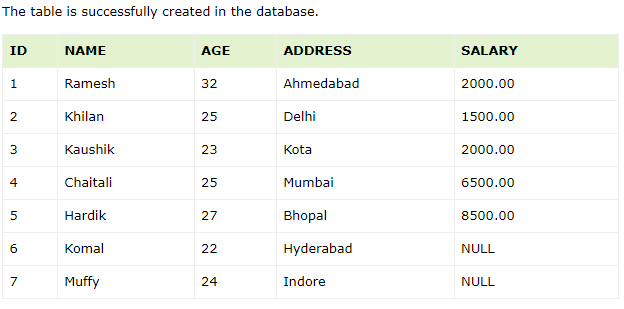 The table is successfully created in the database.
ID NAME AGE ADDRESS SALARY
1 Ramesh 32 Ahmedabad 2000.00
2 Khilan 25 Delhi 1500.00
3 Kaushik 23 Kota 2000.00
4 Chaitali 25 Mumbai 6500.00
5 Hardik 27 Bhopal 8500.00
6 Komal 22 Hyderabad NULL
7 Muffy 24 Indore NULL